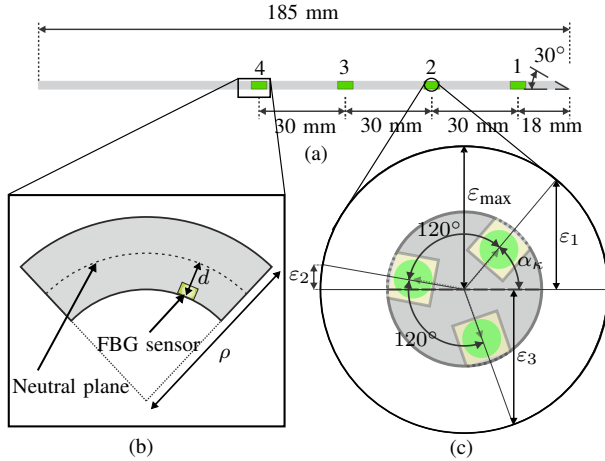 185 mm
30°
4 3 2 1
30 mm 30 mm 30 mm 18 mm
(a)
d
ρ
FBG sensor
Neutral plane
(b)
ε_max
ε_1
120°
α_κ
ε_2
120°
ε_3
(c)